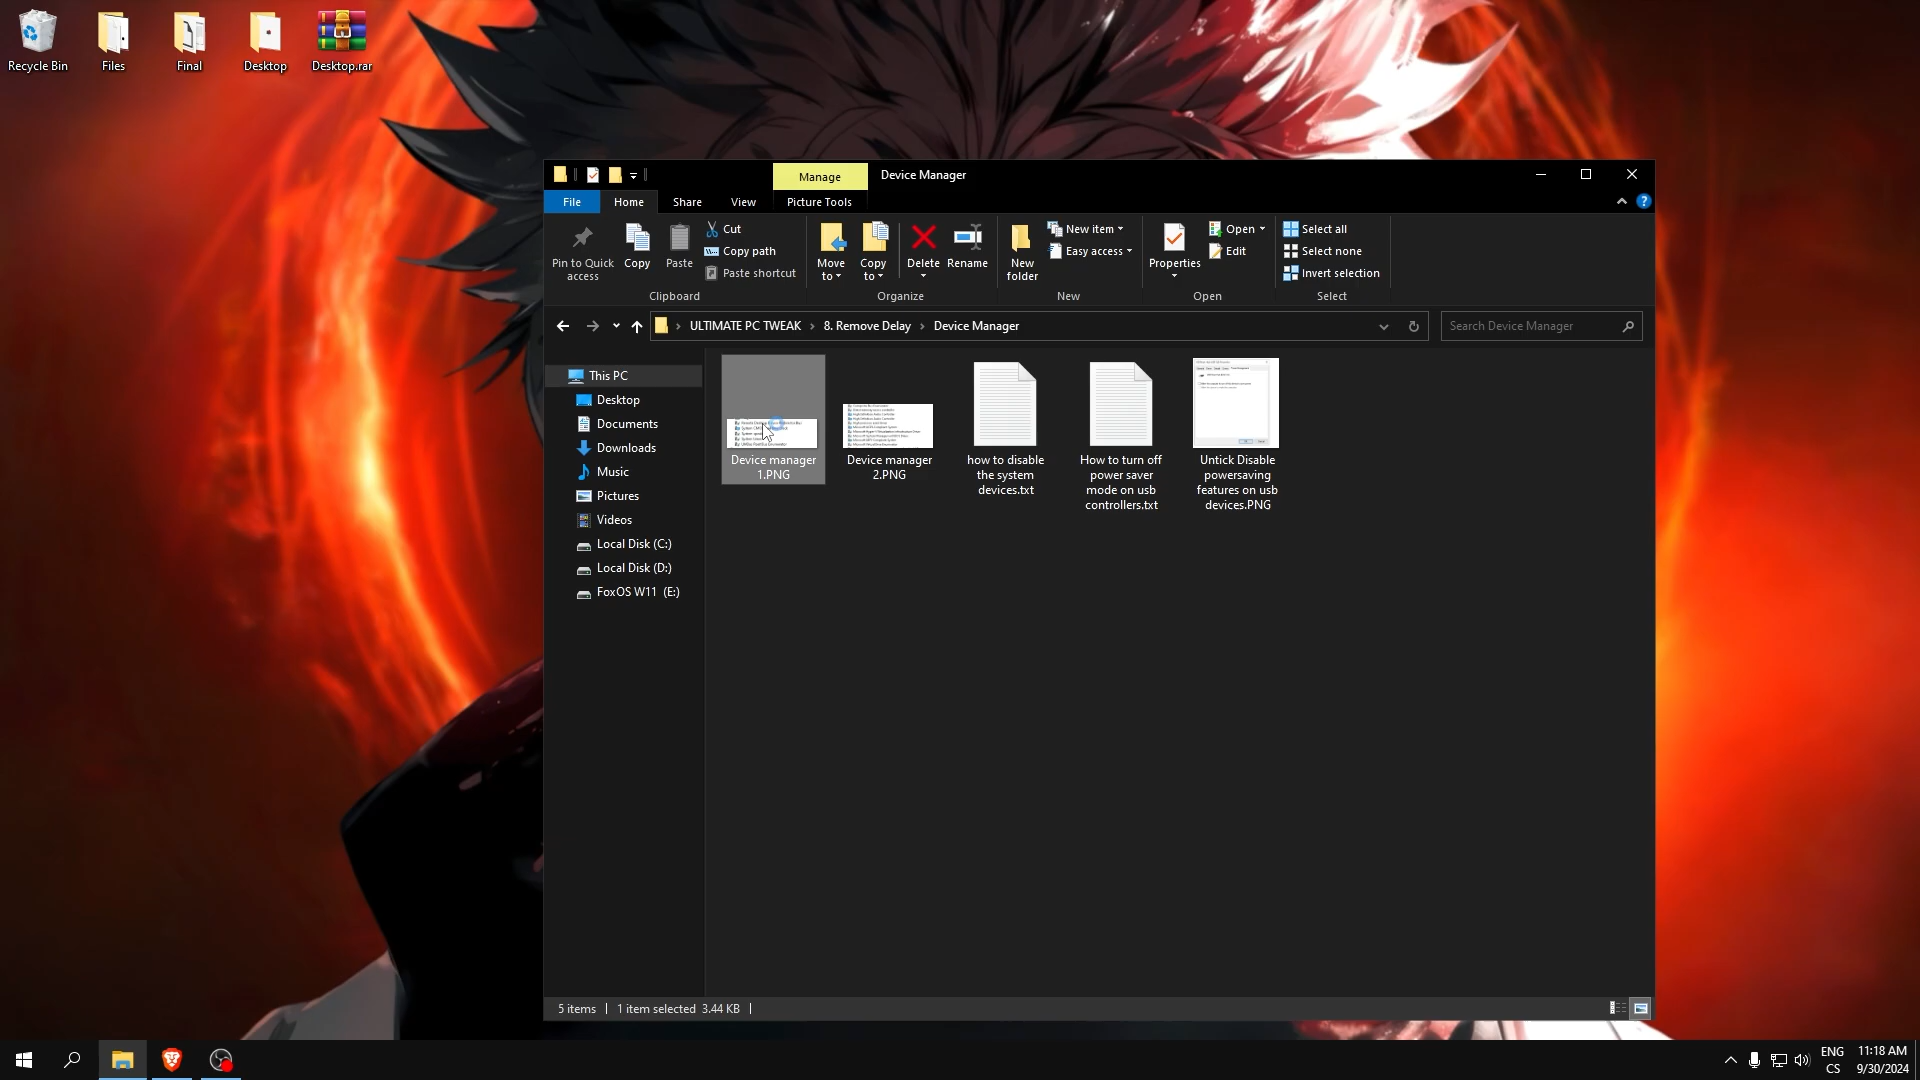 Recycle Bin
Files
Final
Desktop
Desktop.rar
Manage
Device Manager
File
Home
Share
View
Picture Tools
Pin to Quick access
Copy
Paste
Cut
Copy path
Paste shortcut
Move to
Copy to
Delete
Rename
New folder
New item
Easy access
Properties
Open
Edit
Select all
Select none
Invert selection
Clipboard
Organize
New
Open
Select
ULTIMATE PC TWEAK
8. Remove Delay
Device Manager
Search Device Manager
This PC
Desktop
Documents
Downloads
Music
Pictures
Videos
Local Disk (C:)
Local Disk (D:)
FoxOS W11 (E:)
Device manager
1.PNG
Device manager
2.PNG
how to disable
the system
devices.txt
How to turn off
power saver
mode on usb
controllers.txt
Untick Disable
powersaving
features on usb
devices.PNG
5 items
1 item selected 3.44 KB
ENG
CS
11:18 AM
9/30/2024